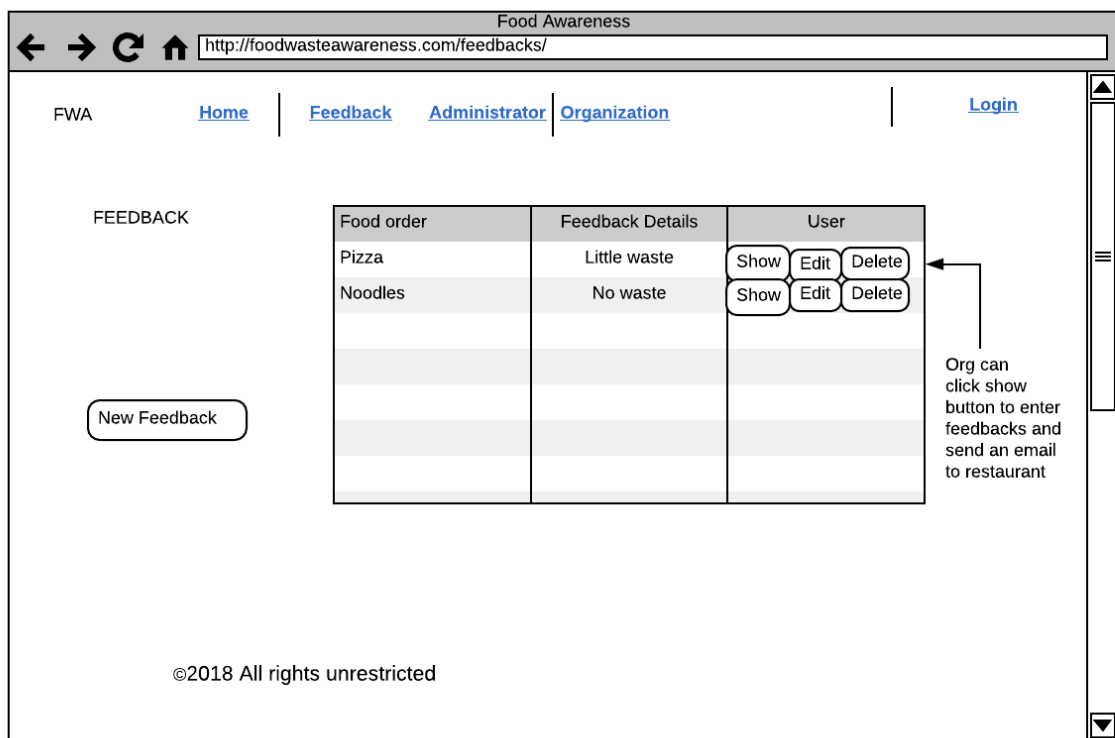 Food Awareness
http://foodwasteawareness.com/feedbacks/
FWA Home Feedback Administrator Organization Login
FEEDBACK
Food order Feedback Details User
Pizza Little waste Show Edit Delete
Noodles No waste Show Edit Delete
Org can
click show
button to enter
feedbacks and
send an email
to restaurant
New Feedback
©2018 All rights unrestricted